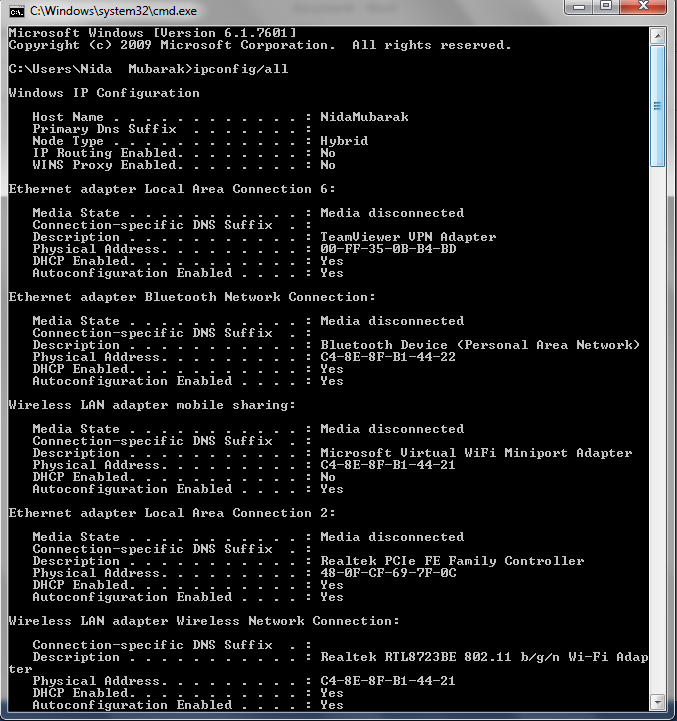 C:\Windows\system32\cmd.exe
Microsoft Windows [Version 6.1.7601]
Copyright (c) 2009 Microsoft Corporation.  All rights reserved.
C:\Users\Nida  Mubarak>ipconfig/all
Windows IP Configuration
   Host Name . . . . . . . . . . . . : NidaMubarak
   Primary Dns Suffix  . . . . . . . :
   Node Type . . . . . . . . . . . . : Hybrid
   IP Routing Enabled. . . . . . . . : No
   WINS Proxy Enabled. . . . . . . . : No
Ethernet adapter Local Area Connection 6:
   Media State . . . . . . . . . . . : Media disconnected
   Connection-specific DNS Suffix  . :
   Description . . . . . . . . . . . : TeamViewer VPN Adapter
   Physical Address. . . . . . . . . : 00-FF-35-0B-B4-BD
   DHCP Enabled. . . . . . . . . . . : Yes
   Autoconfiguration Enabled . . . . : Yes
Ethernet adapter Bluetooth Network Connection:
   Media State . . . . . . . . . . . : Media disconnected
   Connection-specific DNS Suffix  . :
   Description . . . . . . . . . . . : Bluetooth Device (Personal Area Network)
   Physical Address. . . . . . . . . : C4-8E-8F-B1-44-22
   DHCP Enabled. . . . . . . . . . . : Yes
   Autoconfiguration Enabled . . . . : Yes
Wireless LAN adapter mobile sharing:
   Media State . . . . . . . . . . . : Media disconnected
   Connection-specific DNS Suffix  . :
   Description . . . . . . . . . . . : Microsoft Virtual WiFi Miniport Adapter
   Physical Address. . . . . . . . . : C4-8E-8F-B1-44-21
   DHCP Enabled. . . . . . . . . . . : No
   Autoconfiguration Enabled . . . . : Yes
Ethernet adapter Local Area Connection 2:
   Media State . . . . . . . . . . . : Media disconnected
   Connection-specific DNS Suffix  . :
   Description . . . . . . . . . . . : Realtek PCIe FE Family Controller
   Physical Address. . . . . . . . . : 48-0F-CF-69-7F-0C
   DHCP Enabled. . . . . . . . . . . : Yes
   Autoconfiguration Enabled . . . . : Yes
Wireless LAN adapter Wireless Network Connection:
   Connection-specific DNS Suffix  . :
   Description . . . . . . . . . . . : Realtek RTL8723BE 802.11 b/g/n Wi-Fi Adap
ter
   Physical Address. . . . . . . . . : C4-8E-8F-B1-44-21
   DHCP Enabled. . . . . . . . . . . : Yes
   Autoconfiguration Enabled . . . . : Yes